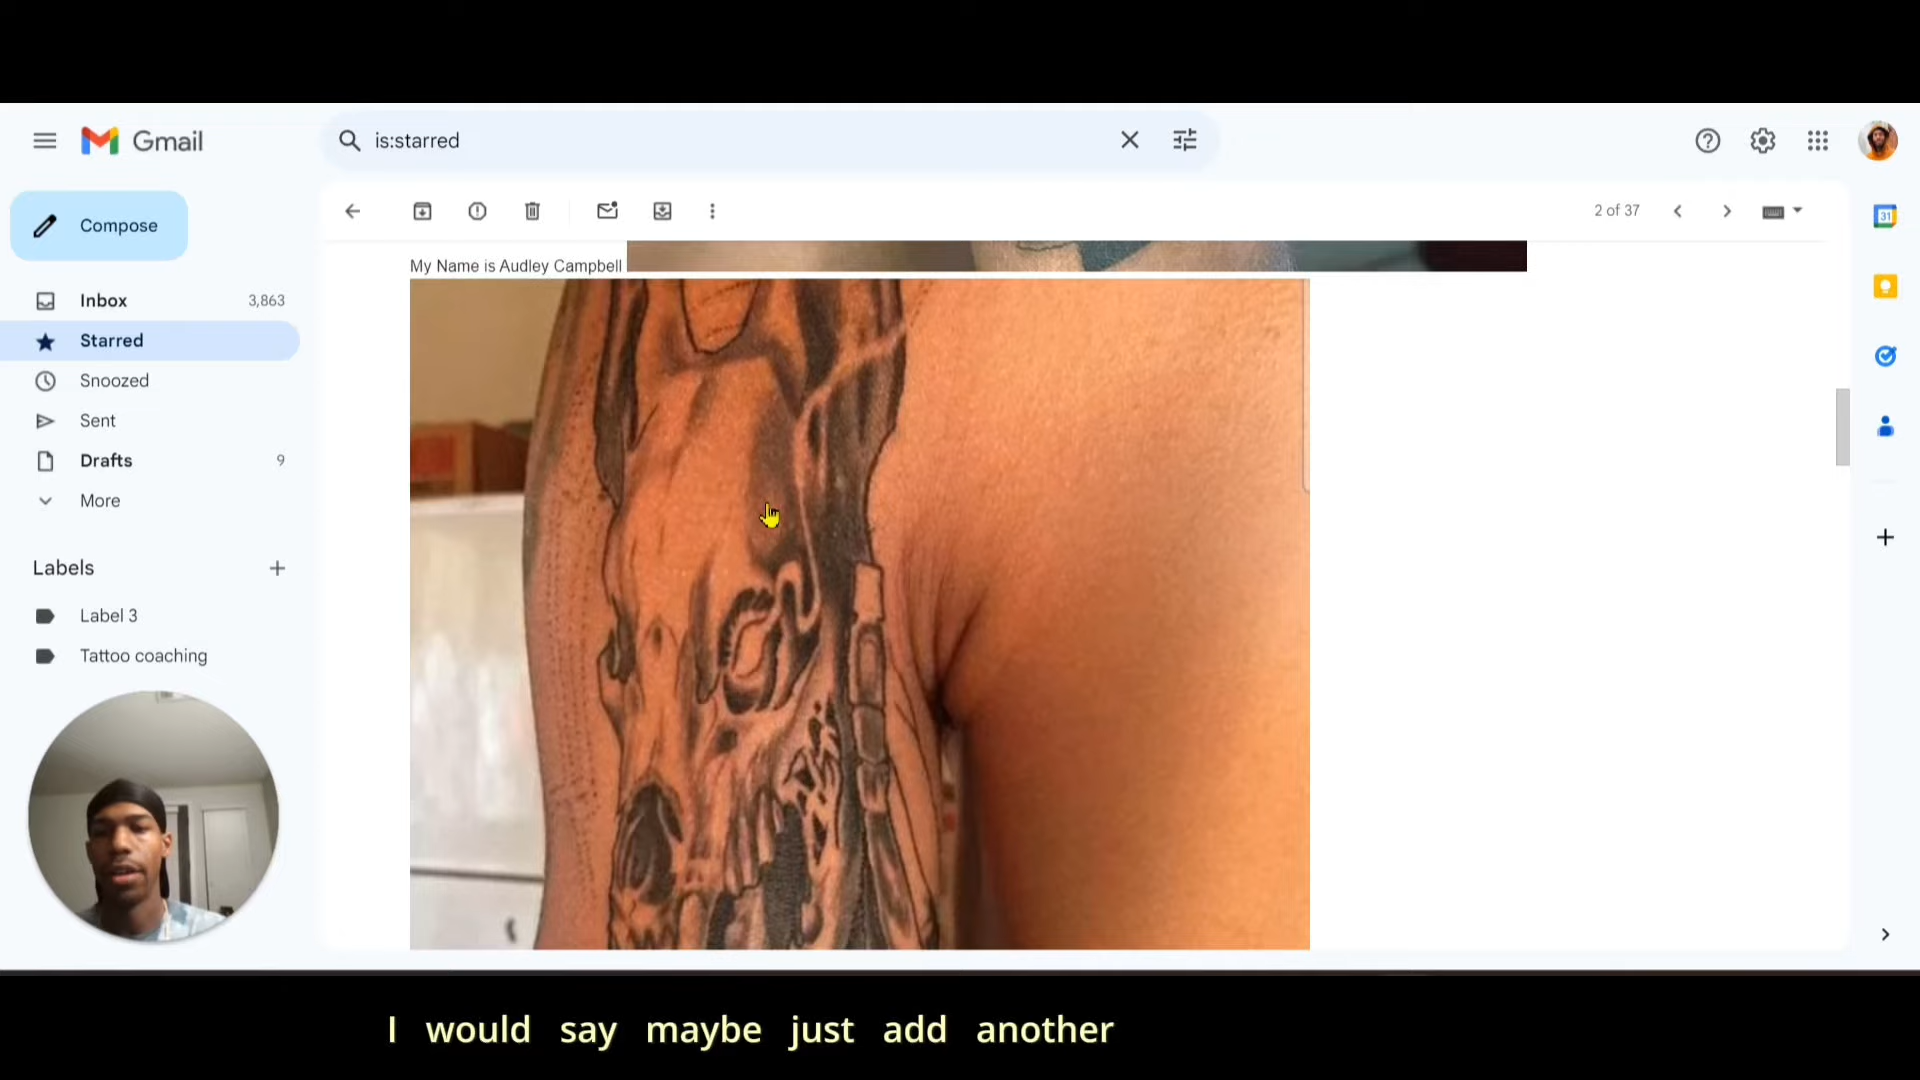 Gmail
is:starred
Compose
2 of 37
My Name is Audley Campbell
Inbox 3,863
Starred
Snoozed
Sent
Drafts 9
More
Labels
Label 3
Tattoo coaching
31
I would say maybe just add another